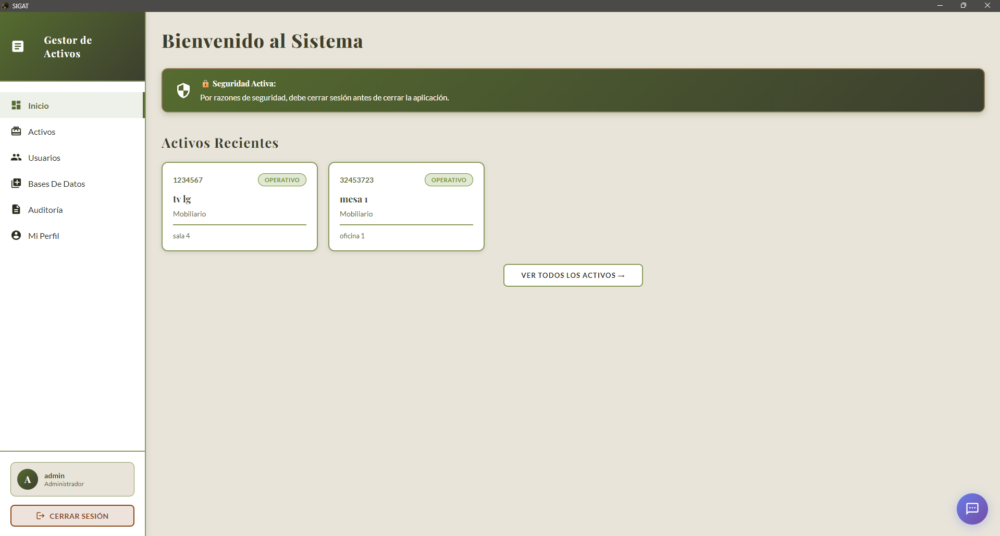 SIGAT
Gestor de
Activos
Inicio
Activos
Usuarios
Bases De Datos
Auditoría
Mi Perfil
A
admin
Administrador
CERRAR SESIÓN
Bienvenido al Sistema
🔒 Seguridad Activa:
Por razones de seguridad, debe cerrar sesión antes de cerrar la aplicación.
Activos Recientes
1234567 OPERATIVO
tv lg
Mobiliario
sala 4
32453723 OPERATIVO
mesa 1
Mobiliario
oficina 1
VER TODOS LOS ACTIVOS →